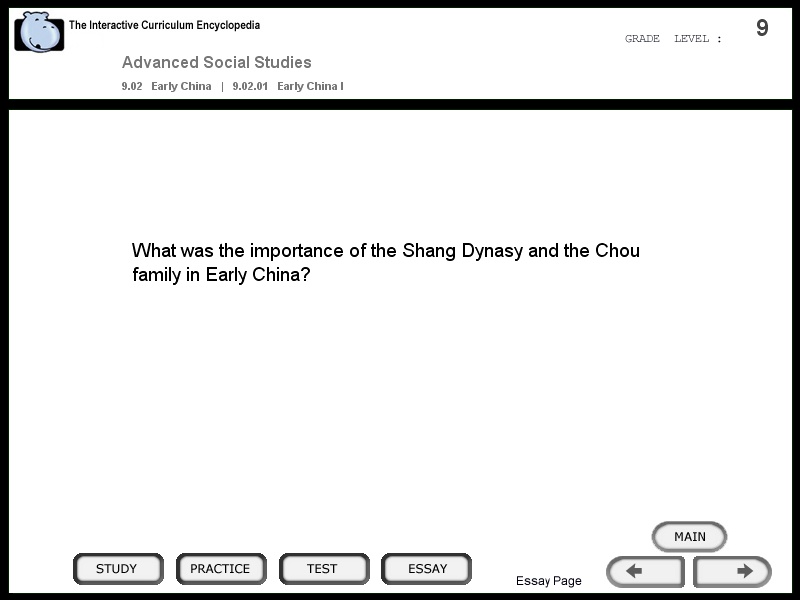 The Interactive Curriculum Encyclopedia
GRADE LEVEL :
9
Advanced Social Studies
9.02 Early China | 9.02.01 Early China I
What was the importance of the Shang Dynasy and the Chou
family in Early China?
MAIN
STUDY
PRACTICE
TEST
ESSAY
Essay Page